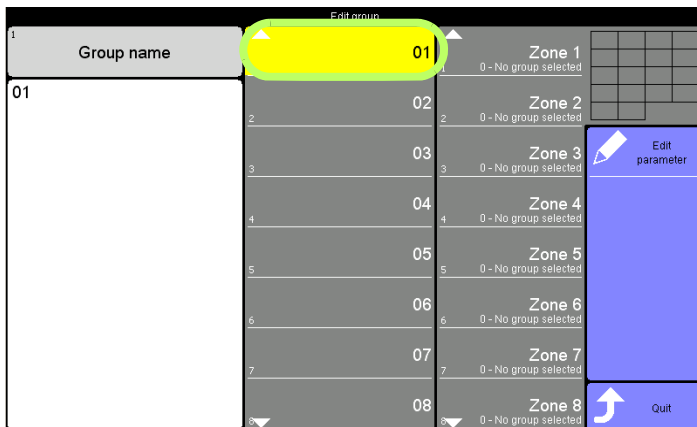 Edit group
1
Group name
01
01
1
02
2
03
3
04
4
05
5
06
6
07
7
08
8
Zone 1
0 - No group selected
1
Zone 2
0 - No group selected
2
Zone 3
0 - No group selected
3
Zone 4
0 - No group selected
4
Zone 5
0 - No group selected
5
Zone 6
0 - No group selected
6
Zone 7
0 - No group selected
7
Zone 8
0 - No group selected
8
Edit
parameter
Quit